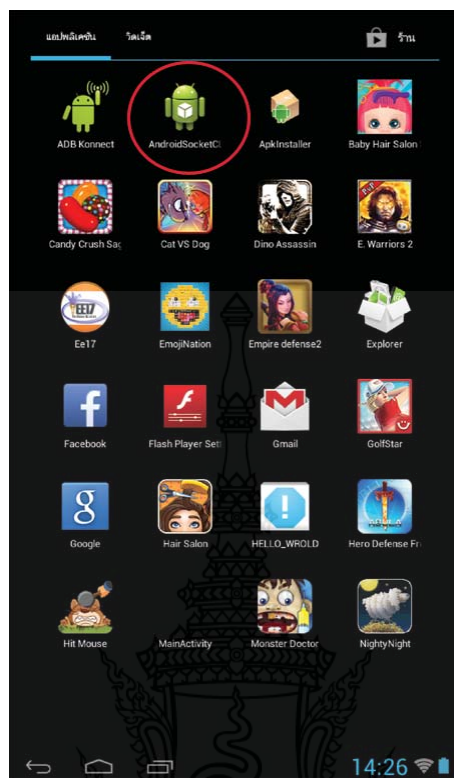 แอปพลิเคชัน วิดเจ็ต ร้าน
ADB Konnect AndroidSocketCl ApkInstaller Baby Hair Salon
Candy Crush Sag Cat VS Dog Dino Assassin E. Warriors 2
Ee17 EmojiNation Empire defense2 Explorer
Facebook Flash Player Sett Gmail GolfStar
Google Hair Salon HELLO_WROLD Hero Defense Fr
Hit Mouse MainActivity Monster Doctor NightyNight
14:26